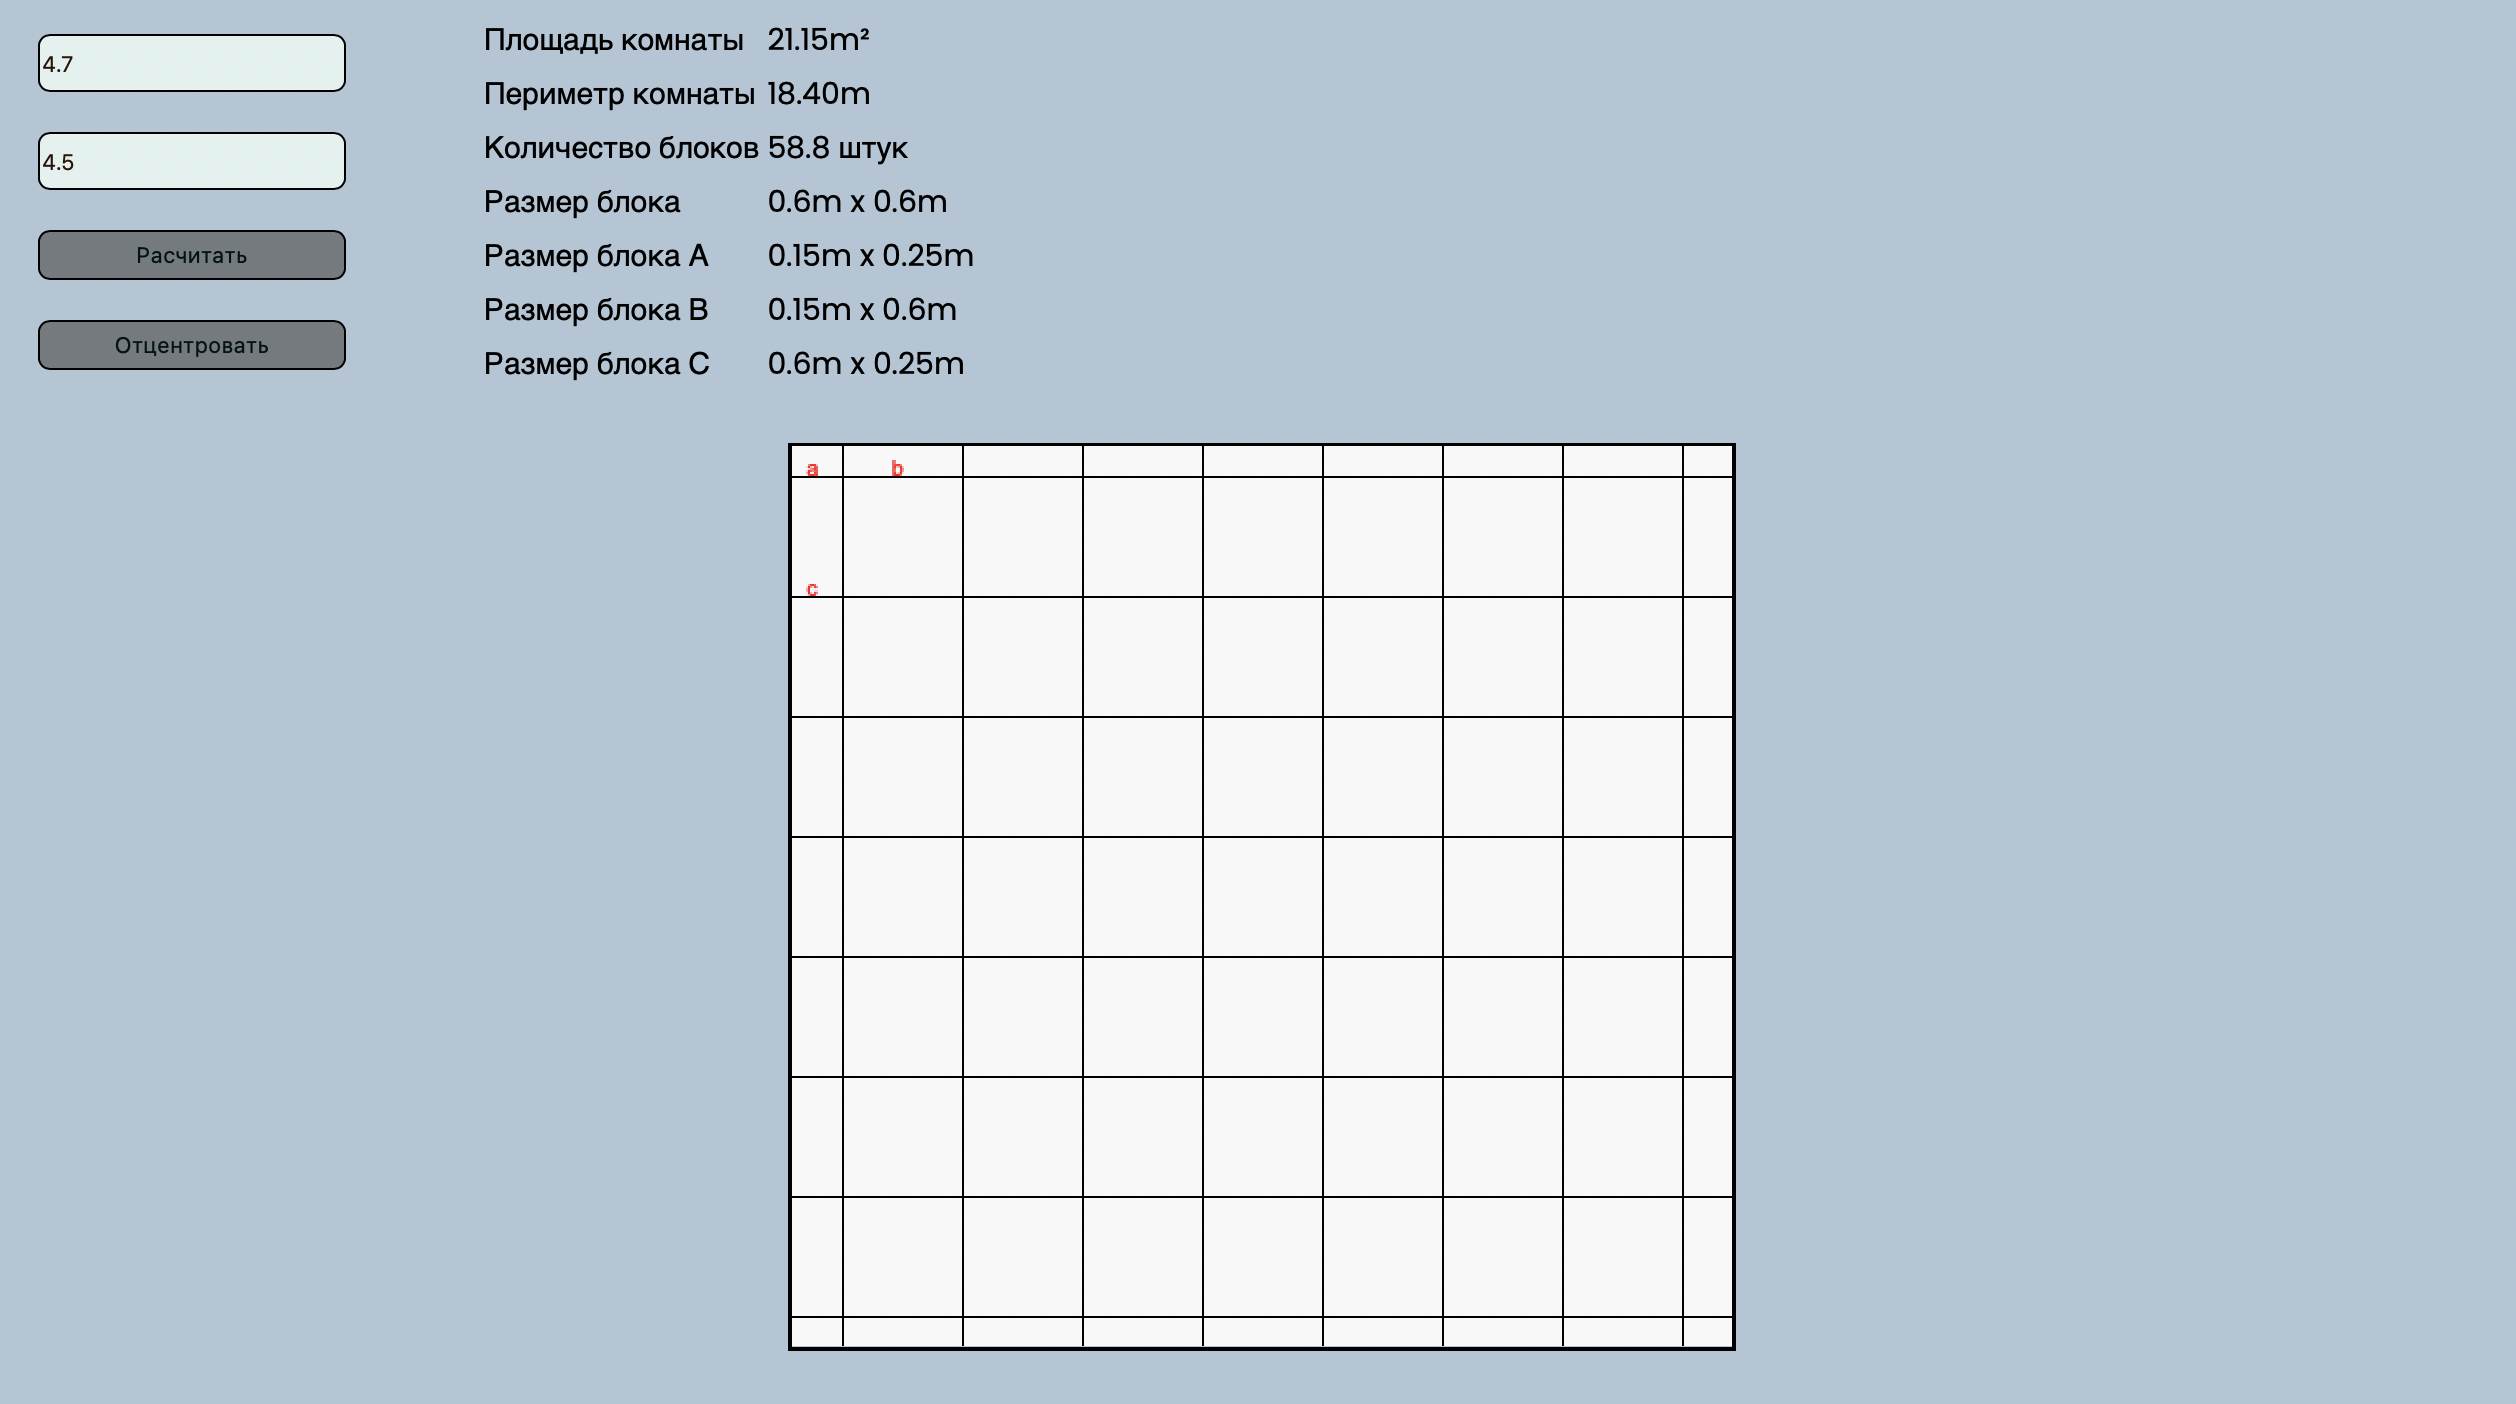 4.7
4.5
Расчитать
Отцентровать
Площадь комнаты 21.15m²
Периметр комнаты 18.40m
Количество блоков 58.8 штук
Размер блока 0.6m x 0.6m
Размер блока A 0.15m x 0.25m
Размер блока B 0.15m x 0.6m
Размер блока C 0.6m x 0.25m
a b
c